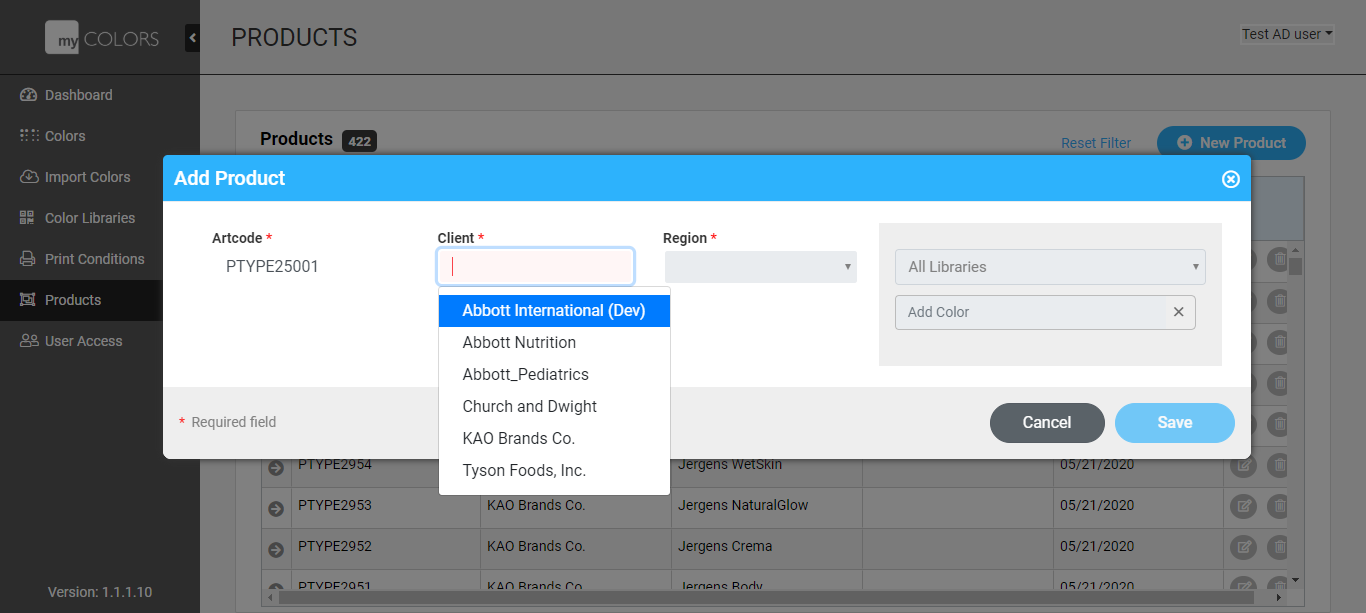 my COLORS
PRODUCTS
Test AD user
Dashboard
Colors
Import Colors
Color Libraries
Print Conditions
Products
User Access
Version: 1.1.1.10
Products 422
Reset Filter
New Product
Add Product
Artcode *
PTYPE25001
Client *
Region *
Abbott International (Dev)
Abbott Nutrition
Abbott_Pediatrics
Church and Dwight
KAO Brands Co.
Tyson Foods, Inc.
All Libraries
Add Color
* Required field
Cancel
Save
PTYPE2954 Jergens WetSkin 05/21/2020
PTYPE2953 KAO Brands Co. Jergens NaturalGlow 05/21/2020
PTYPE2952 KAO Brands Co. Jergens Crema 05/21/2020
PTYPE2951 KAO Brands Co. Jergens Body 05/21/2020